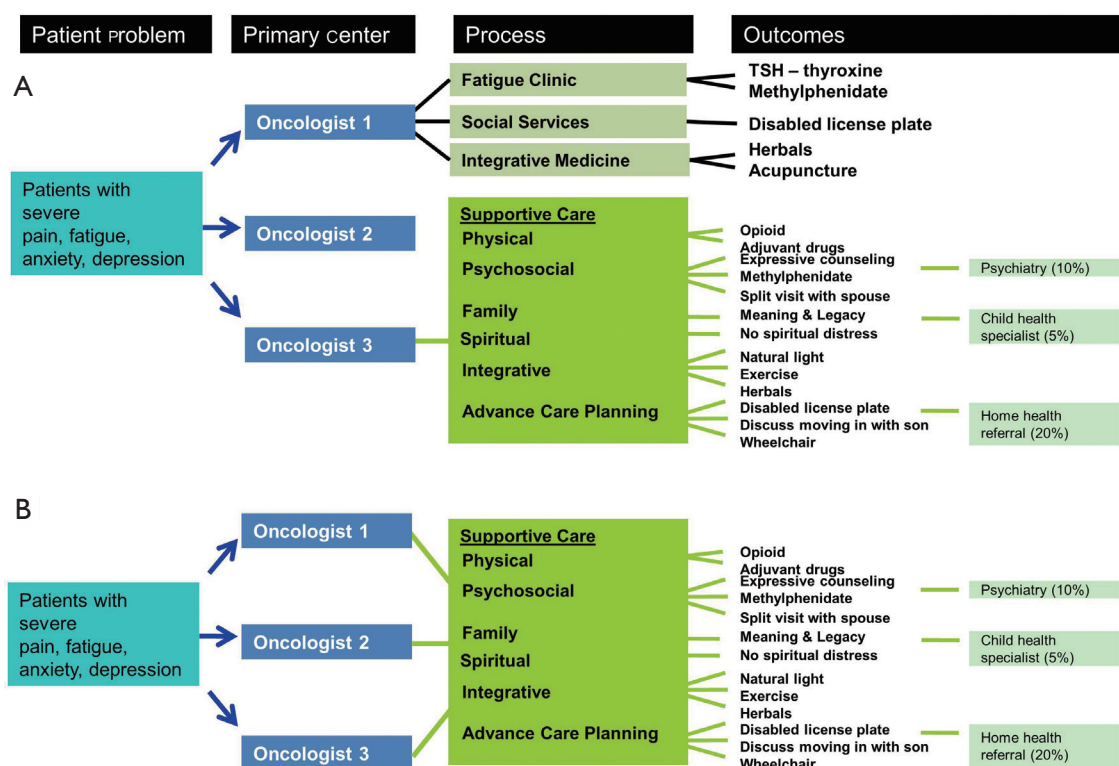 Patient Problem
Primary Center
Process
Outcomes
A
Patients with
severe
pain, fatigue,
anxiety, depression
Oncologist 1
Oncologist 2
Oncologist 3
Fatigue Clinic
Social Services
Integrative Medicine
TSH – thyroxine
Methylphenidate
Disabled license plate
Herbals
Acupuncture
Supportive Care
Physical
Psychosocial
Family
Spiritual
Integrative
Advance Care Planning
Opioid
Adjuvant drugs
Expressive counseling
Methylphenidate
Split visit with spouse
Meaning & Legacy
No spiritual distress
Natural light
Exercise
Herbals
Disabled license plate
Discuss moving in with son
Wheelchair
Psychiatry (10%)
Child health
specialist (5%)
Home health
referral (20%)
B
Patients with
severe
pain, fatigue,
anxiety, depression
Oncologist 1
Oncologist 2
Oncologist 3
Supportive Care
Physical
Psychosocial
Family
Spiritual
Integrative
Advance Care Planning
Opioid
Adjuvant drugs
Expressive counseling
Methylphenidate
Split visit with spouse
Meaning & Legacy
No spiritual distress
Natural light
Exercise
Herbals
Disabled license plate
Discuss moving in with son
Wheelchair
Psychiatry (10%)
Child health
specialist (5%)
Home health
referral (20%)